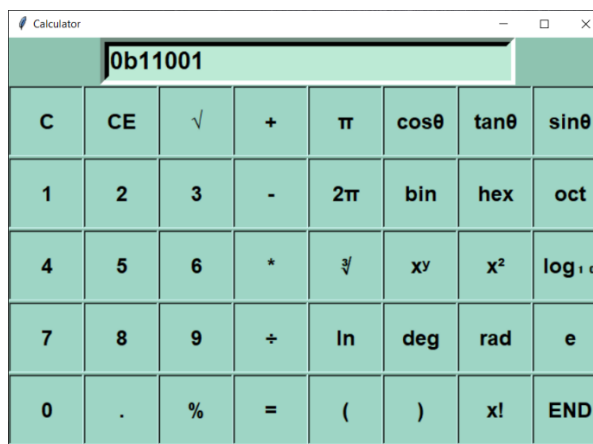 Calculator
0b11001
C CE √ + π cosθ tanθ sinθ
1 2 3 - 2π bin hex oct
4 5 6 * ∛ xʸ x² log₁₀
7 8 9 ÷ ln deg rad e
0 . % = ( ) x! END